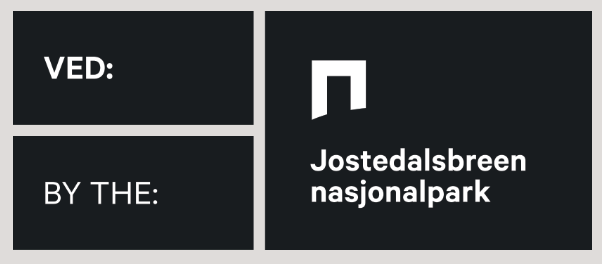 VED:
BY THE:
Jostedalsbreen
nasjonalpark